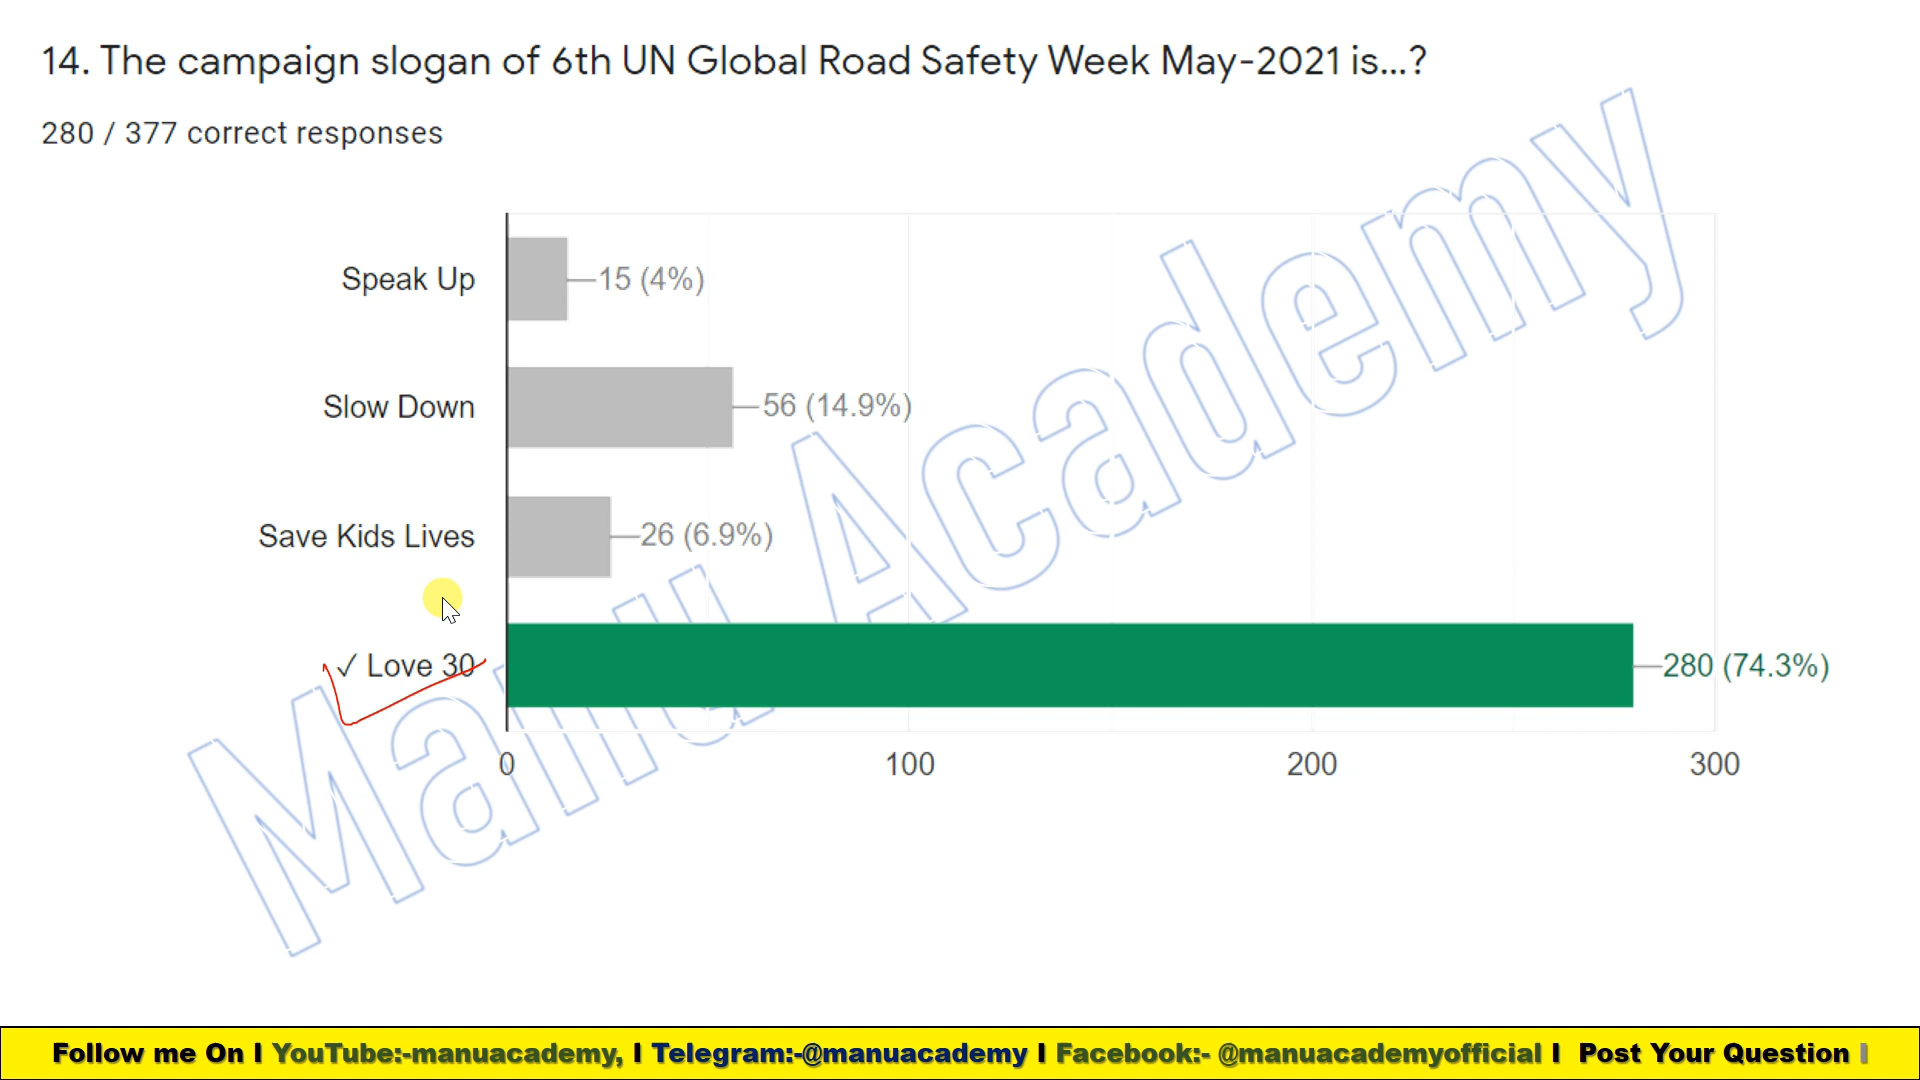 14. The campaign slogan of 6th UN Global Road Safety Week May-2021 is...?
280 / 377 correct responses
Speak Up 15 (4%)
Slow Down 56 (14.9%)
Save Kids Lives 26 (6.9%)
✓ Love 30 280 (74.3%)
0 100 200 300
Manu Academy
Follow me On I YouTube:-manuacademy, I Telegram:-@manuacademy I Facebook:- @manuacademyofficial I Post Your Question I